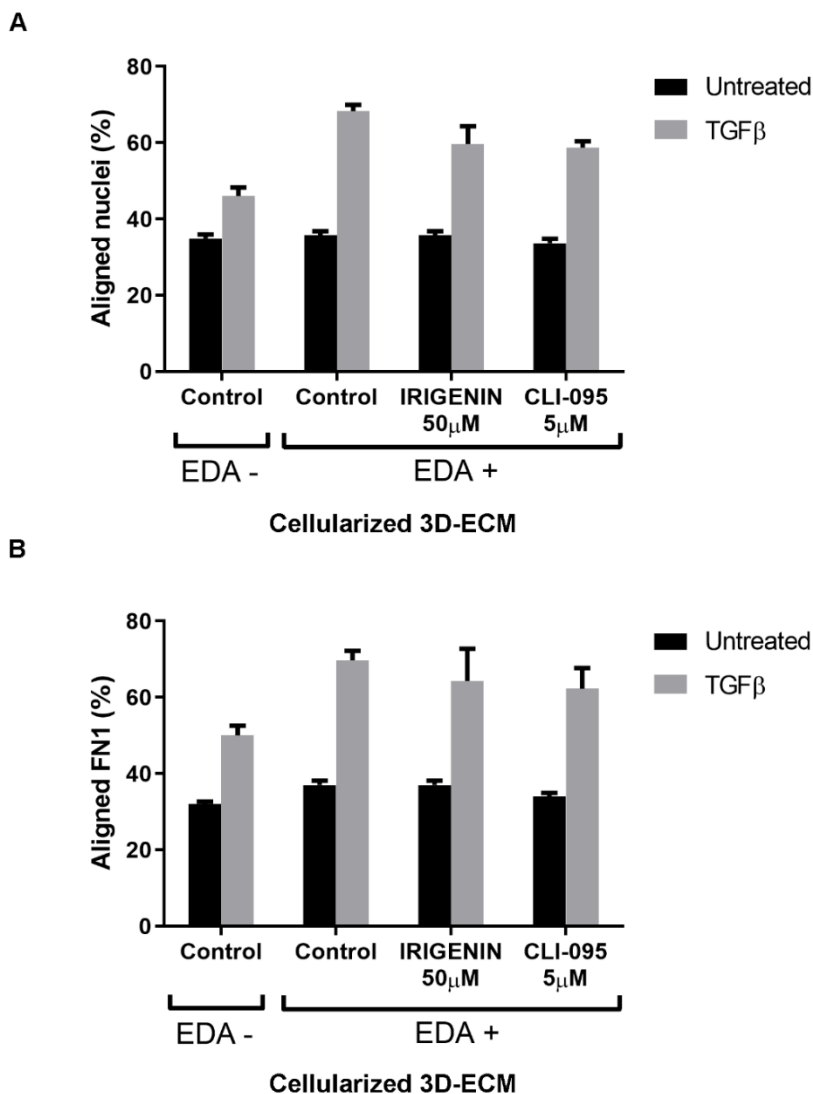 A
Aligned nuclei (%)
80
60
40
20
0
Untreated
TGFβ
Control Control IRIGENIN CLI-095
50μM 5μM
EDA - EDA +
Cellularized 3D-ECM
B
Aligned FN1 (%)
80
60
40
20
0
Untreated
TGFβ
Control Control IRIGENIN CLI-095
50μM 5μM
EDA - EDA +
Cellularized 3D-ECM